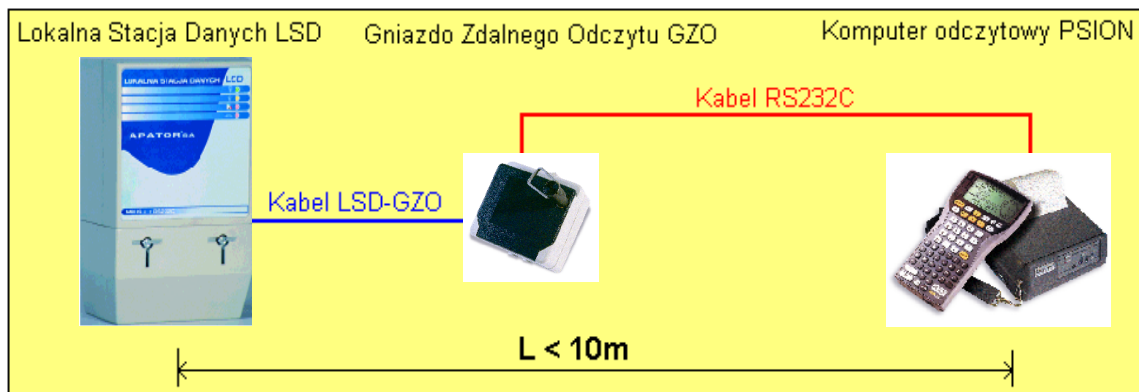 Lokalna Stacja Danych LSD
Gniazdo Zdalnego Odczytu GZO
Komputer odczytowy PSION
LOKALNA STACJA DANYCH LCD
APATOR SA
Kabel RS232C
Kabel LSD-GZO
L < 10m